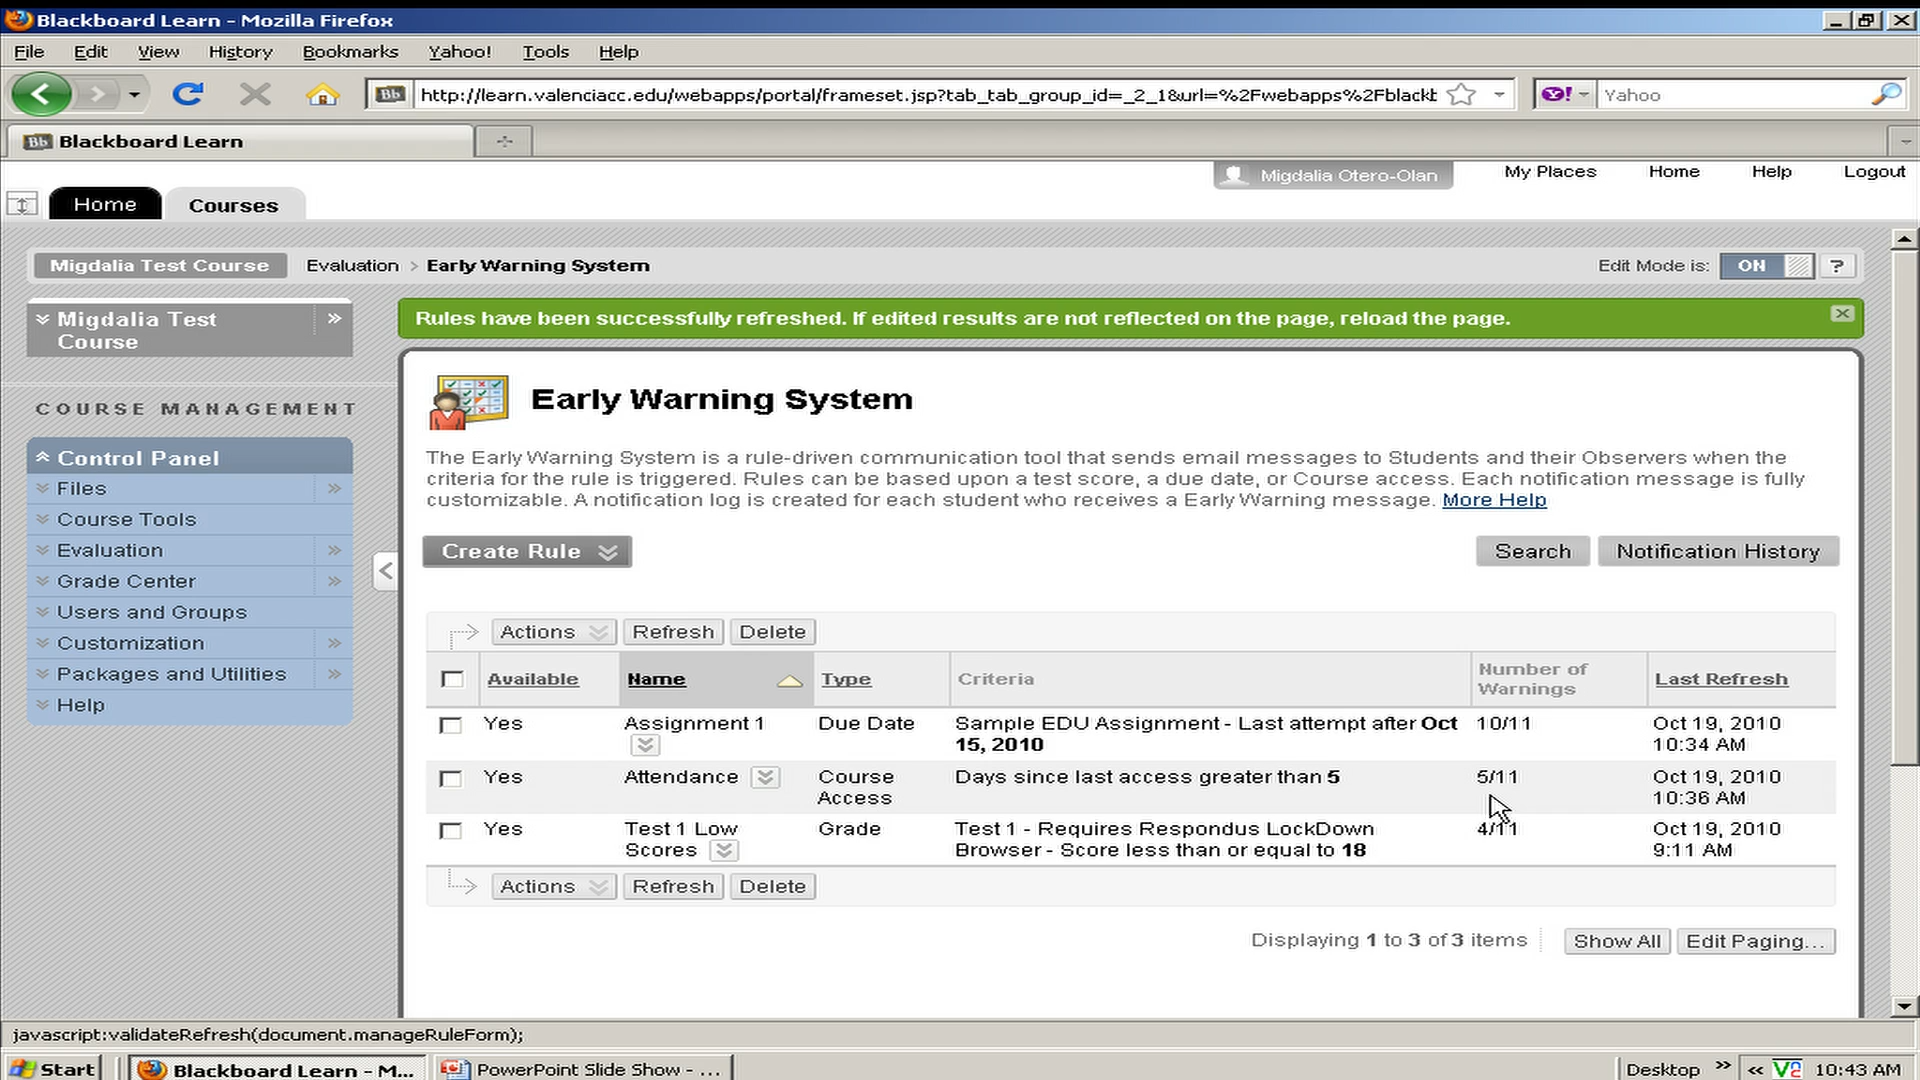 Blackboard Learn - Mozilla Firefox
File Edit View History Bookmarks Yahoo! Tools Help
Bb http://learn.valenciacc.edu/webapps/portal/frameset.jsp?tab_tab_group_id=_2_1&url=%2Fwebapps%2Fblackb Y! Yahoo
Bb Blackboard Learn
Migdalia Otero-Olan My Places Home Help Logout
Home Courses
Migdalia Test Course Evaluation > Early Warning System Edit Mode is: ON ?
Migdalia Test
Course
Rules have been successfully refreshed. If edited results are not reflected on the page, reload the page.
COURSE MANAGEMENT
Control Panel
Files
Course Tools
Evaluation
Grade Center
Users and Groups
Customization
Packages and Utilities
Help
Early Warning System
The Early Warning System is a rule-driven communication tool that sends email messages to Students and their Observers when the
criteria for the rule is triggered. Rules can be based upon a test score, a due date, or Course access. Each notification message is fully
customizable. A notification log is created for each student who receives a Early Warning message. More Help
Create Rule Search Notification History
Actions Refresh Delete
Available Name Type Criteria Number of Warnings Last Refresh
Yes Assignment 1 Due Date Sample EDU Assignment - Last attempt after Oct 10/11 Oct 19, 2010
15, 2010 10:34 AM
Yes Attendance Course Days since last access greater than 5 5/11 Oct 19, 2010
Access 10:36 AM
Yes Test 1 Low Grade Test 1 - Requires Respondus LockDown 4/11 Oct 19, 2010
Scores Browser - Score less than or equal to 18 9:11 AM
Actions Refresh Delete
Displaying 1 to 3 of 3 items Show All Edit Paging...
javascript:validateRefresh(document.manageRuleForm);
Start Blackboard Learn - M... PowerPoint Slide Show - ... Desktop » « V2 10:43 AM